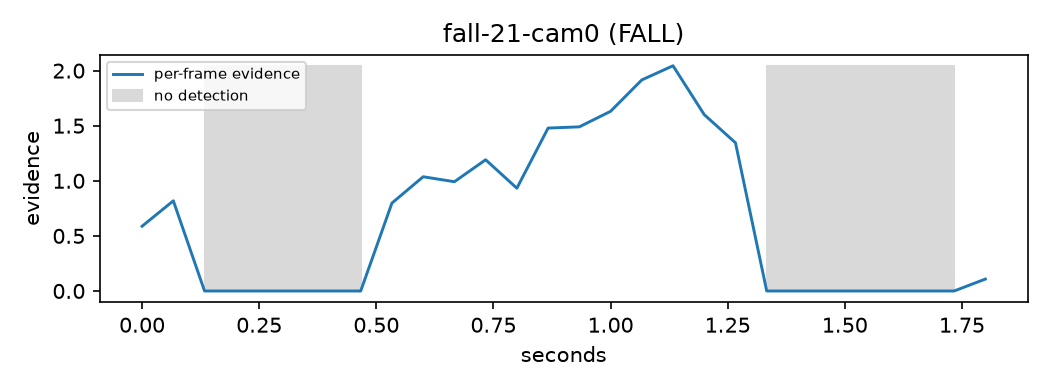 fall-21-cam0 (FALL)
per-frame evidence
no detection
evidence
2.0
1.5
1.0
0.5
0.0
0.00 0.25 0.50 0.75 1.00 1.25 1.50 1.75
seconds